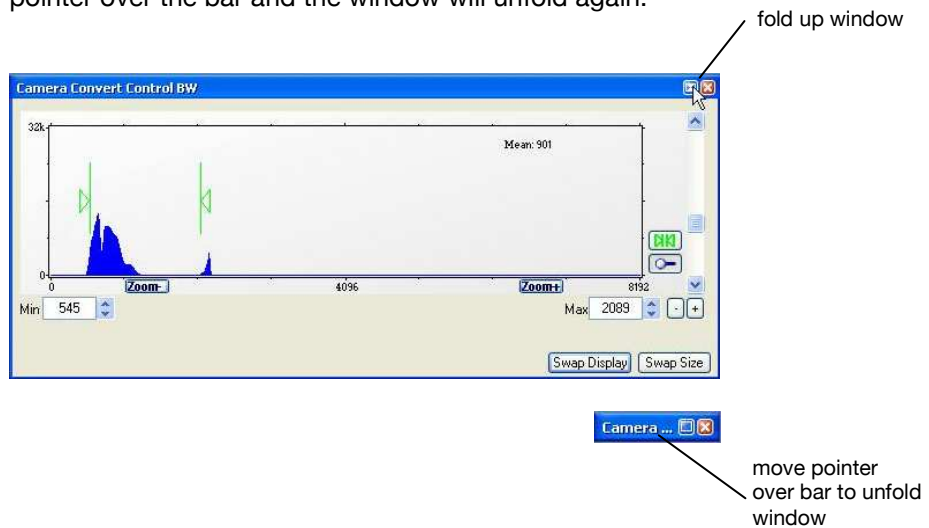 pointer over the bar and the window will unfold again.
fold up window
Camera Convert Control BW
32k
Mean: 901
0
0 Zoom- 4096 Zoom+ 8192
Min 545 Max 2089 - +
Swap Display Swap Size
Camera ...
move pointer
over bar to unfold
window